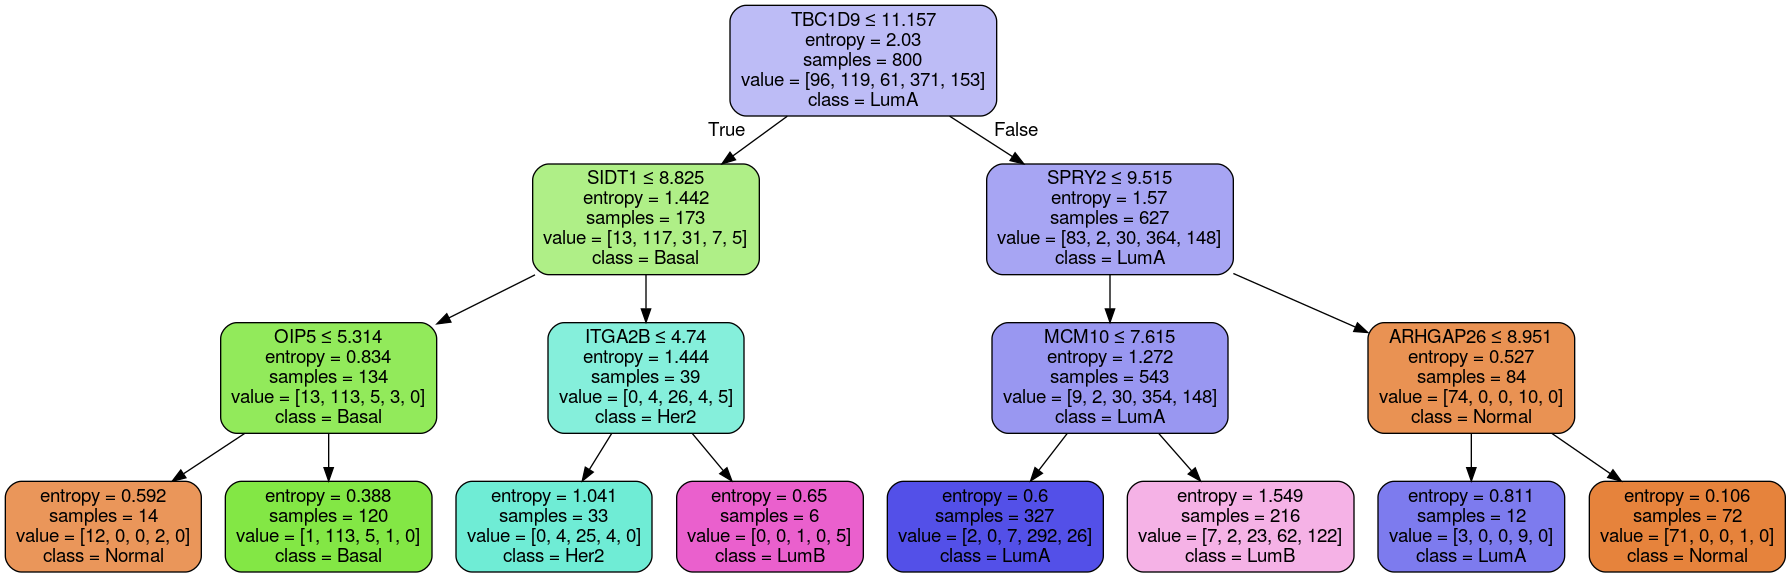 TBC1D9 ≤ 11.157
entropy = 2.03
samples = 800
value = [96, 119, 61, 371, 153]
class = LumA
True
False
SIDT1 ≤ 8.825
entropy = 1.442
samples = 173
value = [13, 117, 31, 7, 5]
class = Basal
SPRY2 ≤ 9.515
entropy = 1.57
samples = 627
value = [83, 2, 30, 364, 148]
class = LumA
OIP5 ≤ 5.314
entropy = 0.834
samples = 134
value = [13, 113, 5, 3, 0]
class = Basal
ITGA2B ≤ 4.74
entropy = 1.444
samples = 39
value = [0, 4, 26, 4, 5]
class = Her2
MCM10 ≤ 7.615
entropy = 1.272
samples = 543
value = [9, 2, 30, 354, 148]
class = LumA
ARHGAP26 ≤ 8.951
entropy = 0.527
samples = 84
value = [74, 0, 0, 10, 0]
class = Normal
entropy = 0.592
samples = 14
value = [12, 0, 0, 2, 0]
class = Normal
entropy = 0.388
samples = 120
value = [1, 113, 5, 1, 0]
class = Basal
entropy = 1.041
samples = 33
value = [0, 4, 25, 4, 0]
class = Her2
entropy = 0.65
samples = 6
value = [0, 0, 1, 0, 5]
class = LumB
entropy = 0.6
samples = 327
value = [2, 0, 7, 292, 26]
class = LumA
entropy = 1.549
samples = 216
value = [7, 2, 23, 62, 122]
class = LumB
entropy = 0.811
samples = 12
value = [3, 0, 0, 9, 0]
class = LumA
entropy = 0.106
samples = 72
value = [71, 0, 0, 1, 0]
class = Normal